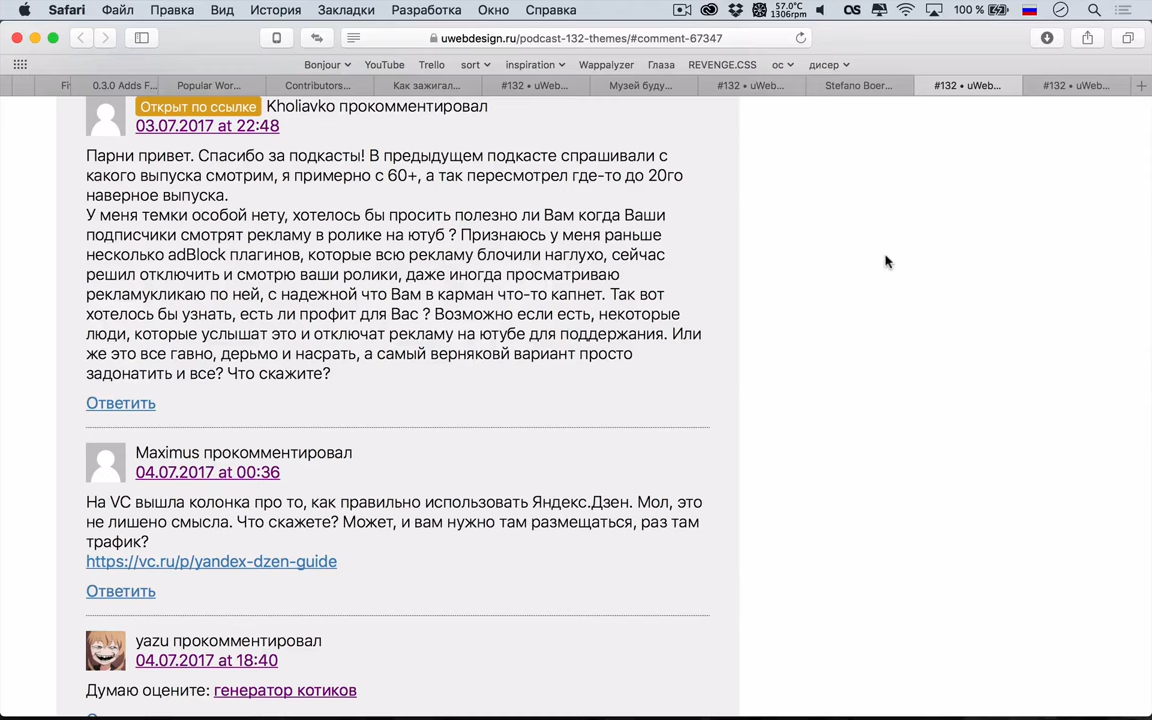 Safari Файл Правка Вид История Закладки Разработка Окно Справка 57.0°C 1306rpm 100 %
uwebdesign.ru/podcast-132-themes/#comment-67347
Bonjour YouTube Trello sort inspiration Wappalyzer Глаза REVENGE.CSS ос дисер
Fi 0.3.0 Adds F... Popular Wor... Contributors... Как зажигал... #132 • uWeb... Музей буду... #132 • uWeb... Stefano Boer... #132 • uWeb... #132 • uWeb...
Открыт по ссылке Kholiavko прокомментировал
03.07.2017 at 22:48
Парни привет. Спасибо за подкасты! В предыдущем подкасте спрашивали с
какого выпуска смотрим, я примерно с 60+, а так пересмотрел где-то до 20го
наверное выпуска.
У меня темки особой нету, хотелось бы просить полезно ли Вам когда Ваши
подписчики смотрят рекламу в ролике на ютуб ? Признаюсь у меня раньше
несколько adBlock плагинов, которые всю рекламу блочили наглухо, сейчас
решил отключить и смотрю ваши ролики, даже иногда просматриваю
рекламукликаю по ней, с надежной что Вам в карман что-то капнет. Так вот
хотелось бы узнать, есть ли профит для Вас ? Возможно если есть, некоторые
люди, которые услышат это и отключат рекламу на ютубе для поддержания. Или
же это все гавно, дерьмо и насрать, а самый верняковй вариант просто
задонатить и все? Что скажите?
Ответить
Maximus прокомментировал
04.07.2017 at 00:36
На VC вышла колонка про то, как правильно использовать Яндекс.Дзен. Мол, это
не лишено смысла. Что скажете? Может, и вам нужно там размещаться, раз там
трафик?
https://vc.ru/p/yandex-dzen-guide
Ответить
yazu прокомментировал
04.07.2017 at 18:40
Думаю оцените: генератор котиков